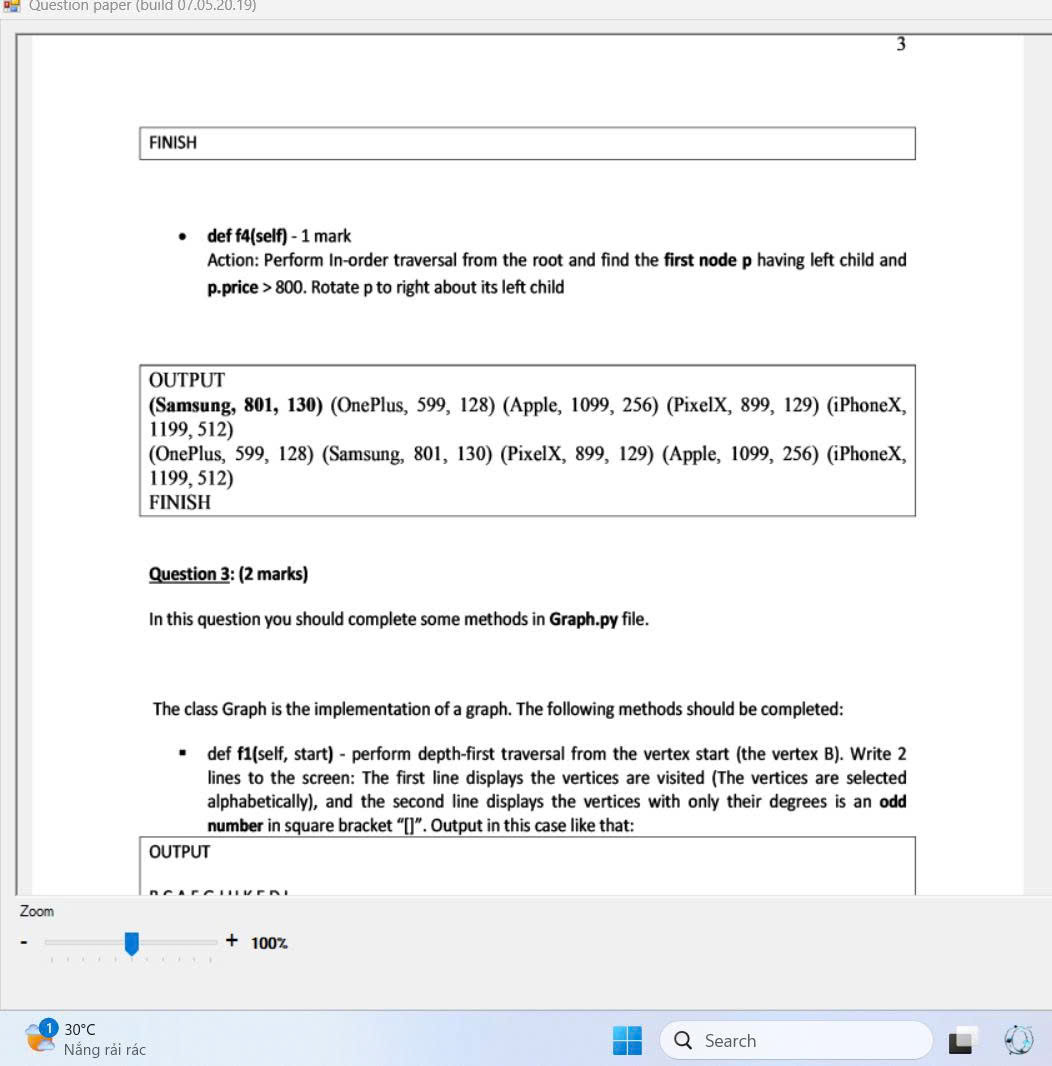 Question paper (build 07.05.20.19)
3
FINISH
• def f4(self) - 1 mark
Action: Perform In-order traversal from the root and find the first node p having left child and
p.price > 800. Rotate p to right about its left child
OUTPUT
(Samsung, 801, 130) (OnePlus, 599, 128) (Apple, 1099, 256) (PixelX, 899, 129) (iPhoneX,
1199, 512)
(OnePlus, 599, 128) (Samsung, 801, 130) (PixelX, 899, 129) (Apple, 1099, 256) (iPhoneX,
1199, 512)
FINISH
Question 3: (2 marks)
In this question you should complete some methods in Graph.py file.
The class Graph is the implementation of a graph. The following methods should be completed:
▪ def f1(self, start) - perform depth-first traversal from the vertex start (the vertex B). Write 2
lines to the screen: The first line displays the vertices are visited (The vertices are selected
alphabetically), and the second line displays the vertices with only their degrees is an odd
number in square bracket “[]”. Output in this case like that:
OUTPUT
Zoom
- + 100%
1 30°C
Nắng rải rác
Search